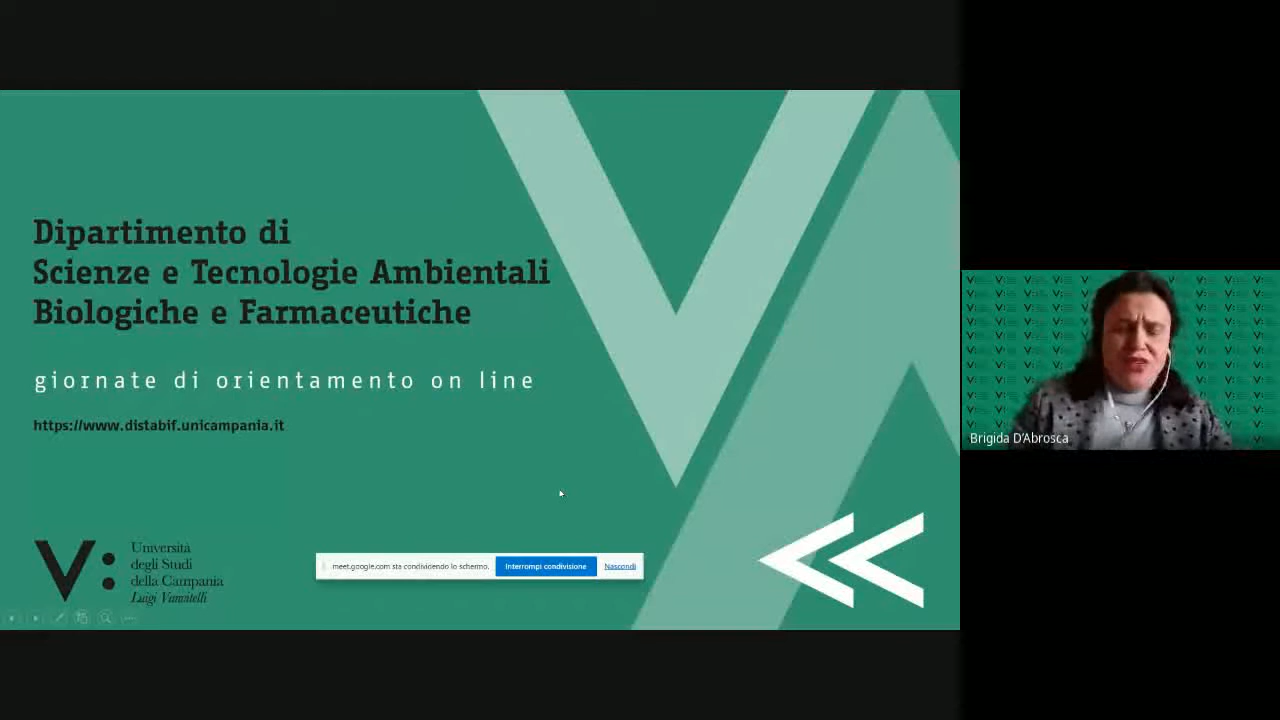 Dipartimento di
Scienze e Tecnologie Ambientali
Biologiche e Farmaceutiche
giornate di orientamento on line
https://www.distabif.unicampania.it
V:
Università
degli Studi
della Campania
Luigi Vanvitelli
meet.google.com sta condividendo lo schermo.
Interrompi condivisione
Nascondi
Brigida D'Abrosca